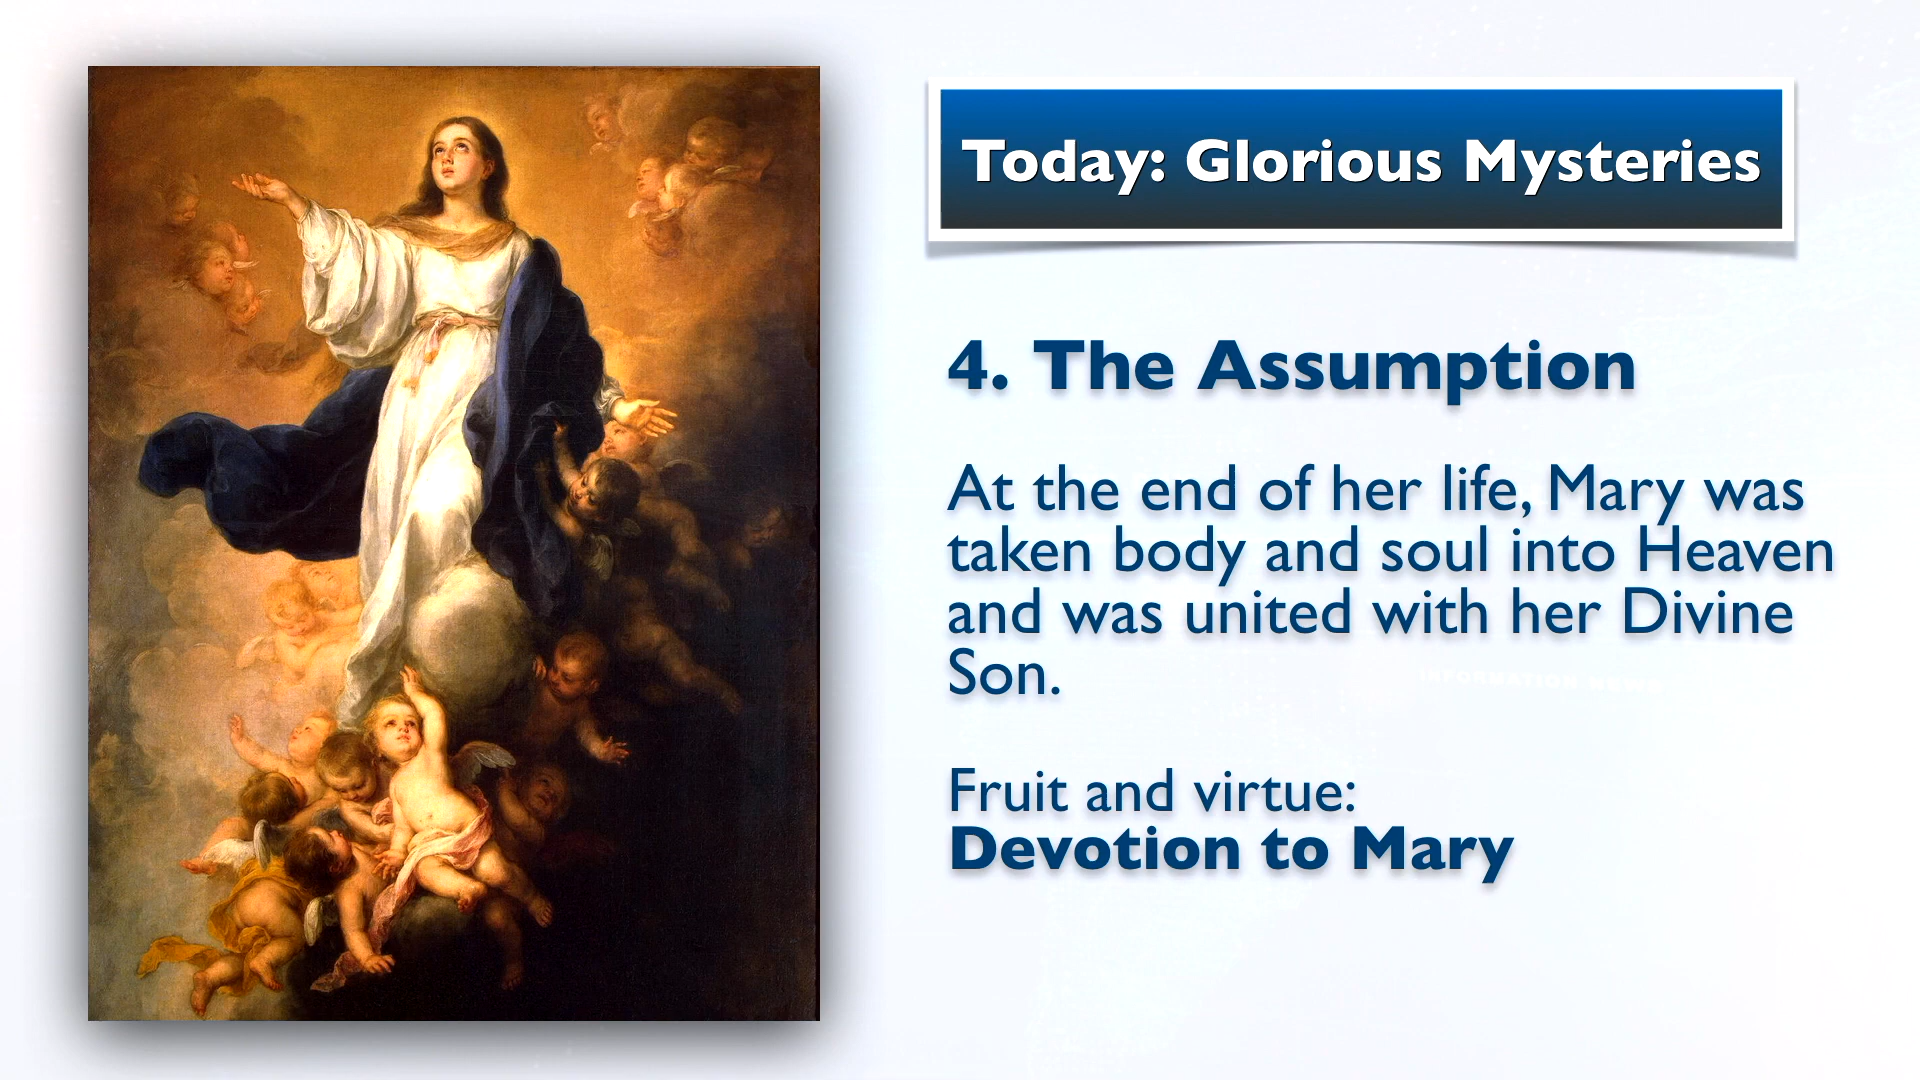 Today: Glorious Mysteries
4. The Assumption
At the end of her life, Mary was
taken body and soul into Heaven
and was united with her Divine
Son.
Fruit and virtue:
Devotion to Mary